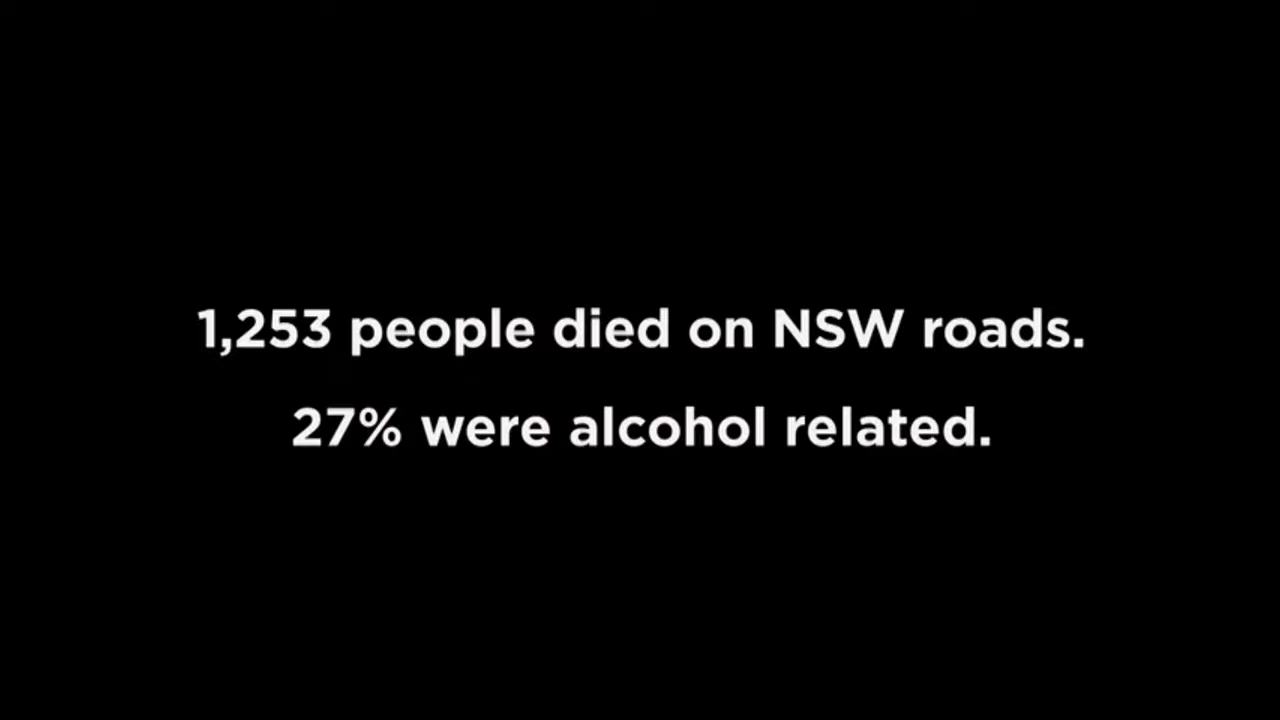 1,253 people died on NSW roads.
27% were alcohol related.